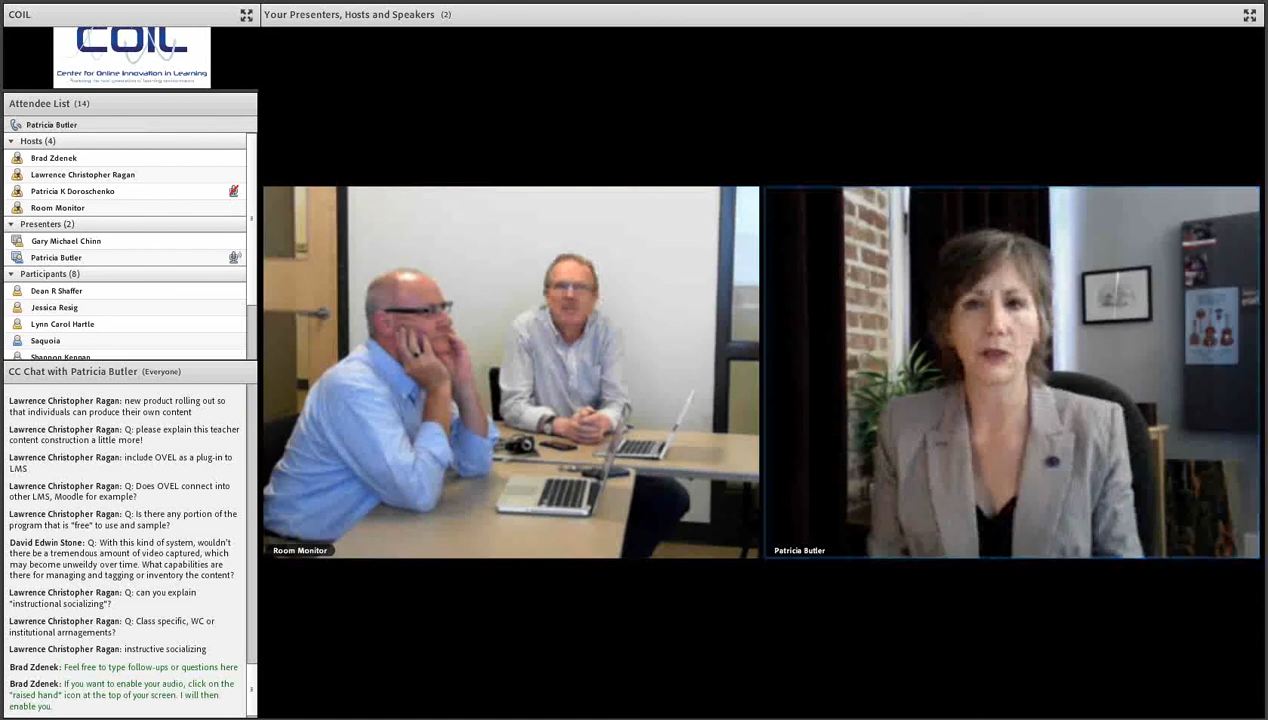 COIL
Your Presenters, Hosts and Speakers (2)
COIL
Center for Online Innovation in Learning
Attendee List (14)
Patricia Butler
Hosts (4)
Brad Zdenek
Lawrence Christopher Ragan
Patricia K Doroschenko
Room Monitor
Presenters (2)
Gary Michael Chinn
Patricia Butler
Participants (8)
Dean R Shaffer
Jessica Resig
Lynn Carol Hartle
Saquoia
Shannon Kennan
CC Chat with Patricia Butler (Everyone)
Lawrence Christopher Ragan: new product rolling out so
that individuals can produce their own content
Lawrence Christopher Ragan: Q: please explain this teacher
content construction a little more!
Lawrence Christopher Ragan: include OVEL as a plug-in to
LMS
Lawrence Christopher Ragan: Q: Does OVEL connect into
other LMS, Moodle for example?
Lawrence Christopher Ragan: Q: Is there any portion of the
program that is "free" to use and sample?
David Edwin Stone: Q: With this kind of system, wouldn't
there be a tremendous amount of video captured, which
may become unweildy over time. What capabilities are
there for managing and tagging or inventory the content?
Lawrence Christopher Ragan: Q: can you explain
"instructional socializing"?
Lawrence Christopher Ragan: Q: Class specific, WC or
institutional arrnagements?
Lawrence Christopher Ragan: instructive socializing
Brad Zdenek: Feel free to type follow-ups or questions here
Brad Zdenek: If you want to enable your audio, click on the
"raised hand" icon at the top of your screen. I will then
enable you.
Room Monitor
Patricia Butler